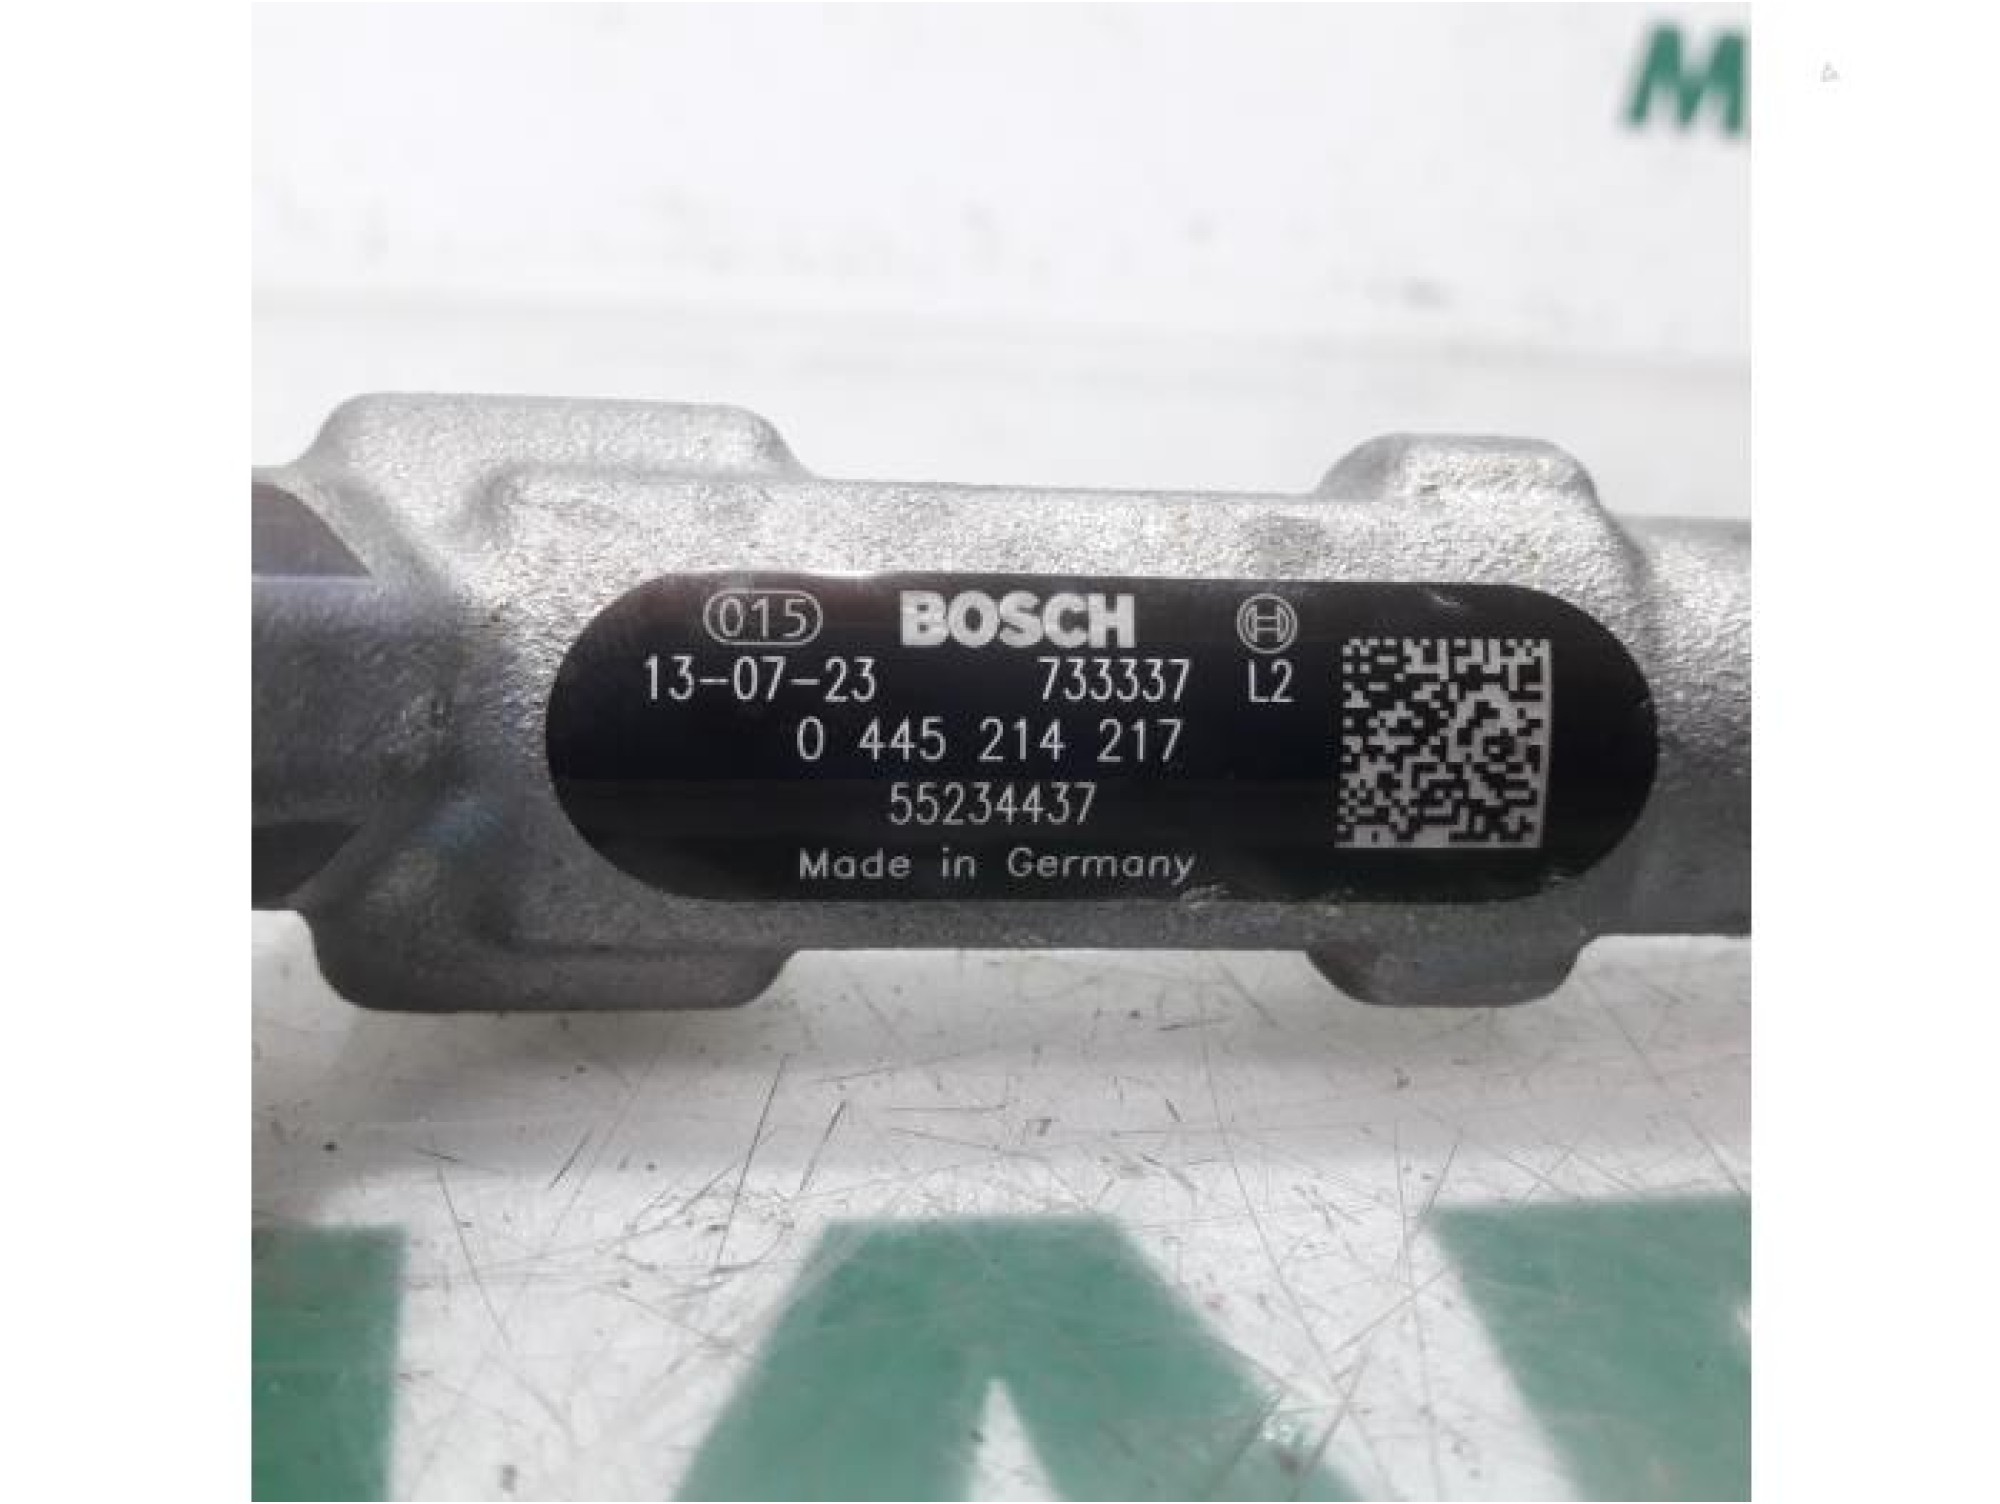 M
015 BOSCH
13-07-23 733337 L2
0 445 214 217
55234437
Made in Germany